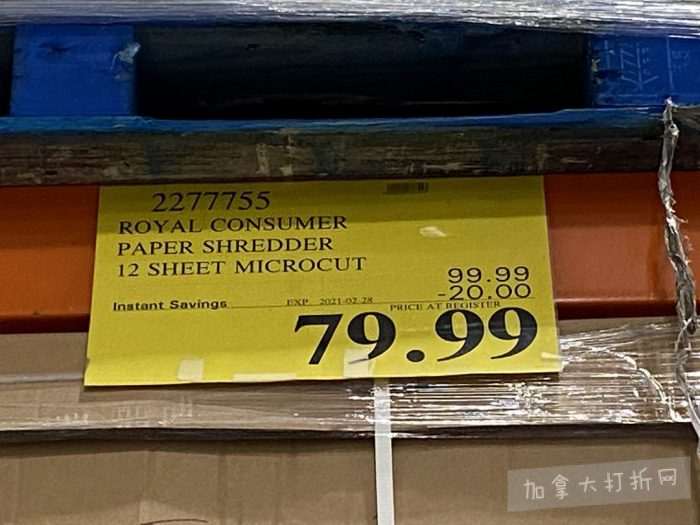 2277755
ROYAL CONSUMER
PAPER SHREDDER
12 SHEET MICROCUT
99.99
-20.00
Instant Savings EXP 2021-02-28 PRICE AT REGISTER
79.99
加拿大打折网